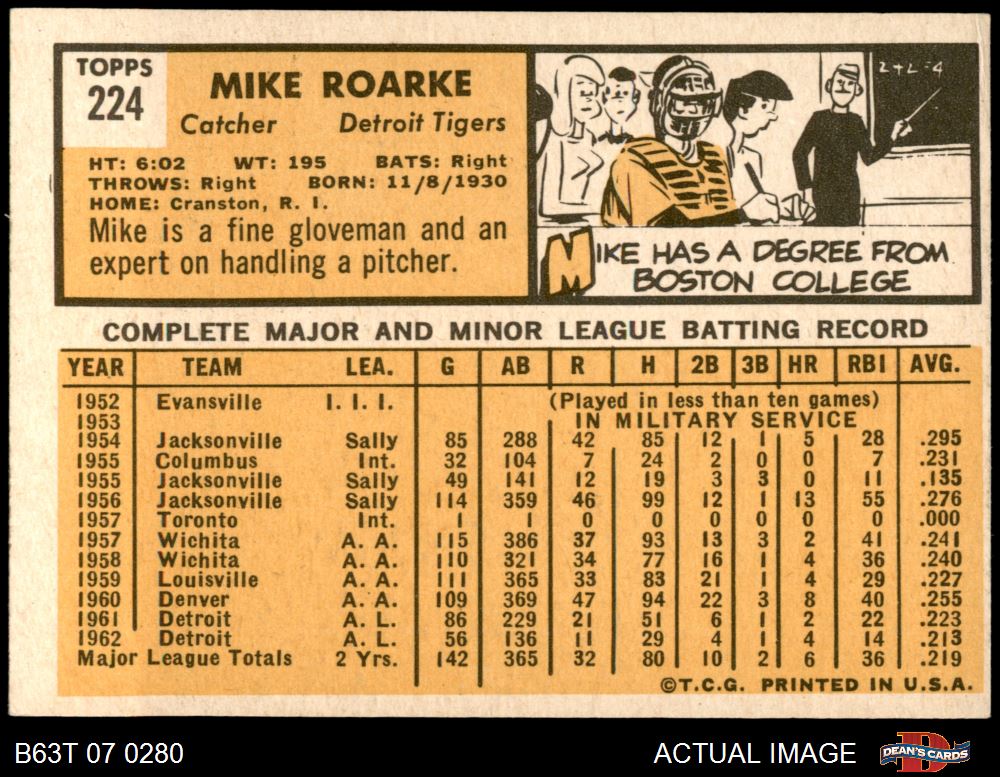 TOPPS
224
MIKE ROARKE
Catcher Detroit Tigers
HT: 6:02 WT: 195 BATS: Right
THROWS: Right BORN: 11/8/1930
HOME: Cranston, R. I.
Mike is a fine gloveman and an
expert on handling a pitcher.
2+2=4
MIKE HAS A DEGREE FROM
BOSTON COLLEGE
COMPLETE MAJOR AND MINOR LEAGUE BATTING RECORD
YEAR TEAM LEA. G AB R H 2B 3B HR RBI AVG.
1952 Evansville I. I. I. (Played in less than ten games)
1953 IN MILITARY SERVICE
1954 Jacksonville Sally 85 288 42 85 12 1 5 28 .295
1955 Columbus Int. 32 104 7 24 2 0 0 7 .231
1955 Jacksonville Sally 49 141 12 19 3 3 0 11 .135
1956 Jacksonville Sally 114 359 46 99 12 1 13 55 .276
1957 Toronto Int. 1 1 0 0 0 0 0 0 .000
1957 Wichita A. A. 115 386 37 93 13 3 2 41 .241
1958 Wichita A. A. 110 321 34 77 16 1 4 36 .240
1959 Louisville A. A. 111 365 33 83 21 1 4 29 .227
1960 Denver A. A. 109 369 47 94 22 3 8 40 .255
1961 Detroit A. L. 86 229 21 51 6 1 2 22 .223
1962 Detroit A. L. 56 136 11 29 4 1 4 14 .213
Major League Totals 2 Yrs. 142 365 32 80 10 2 6 36 .219
©T.C.G. PRINTED IN U.S.A.
B63T 07 0280 ACTUAL IMAGE DEAN'S CARDS